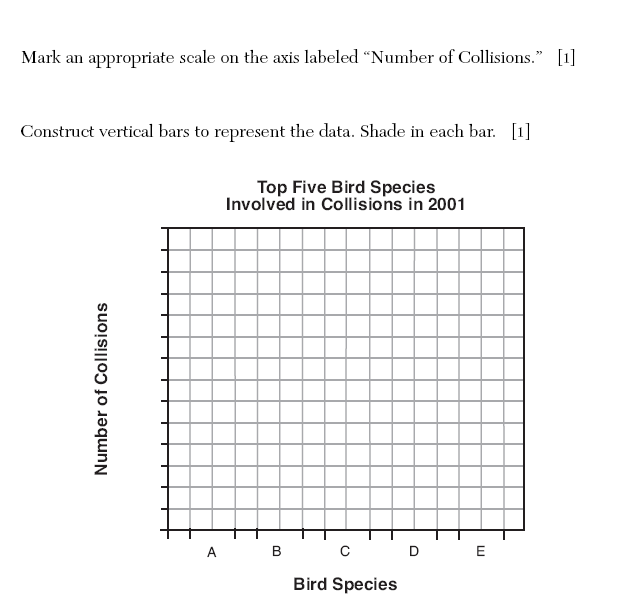 Mark an appropriate scale on the axis labeled “Number of Collisions.” [1]
Construct vertical bars to represent the data. Shade in each bar. [1]
Top Five Bird Species
Involved in Collisions in 2001
Number of Collisions
A B C D E
Bird Species